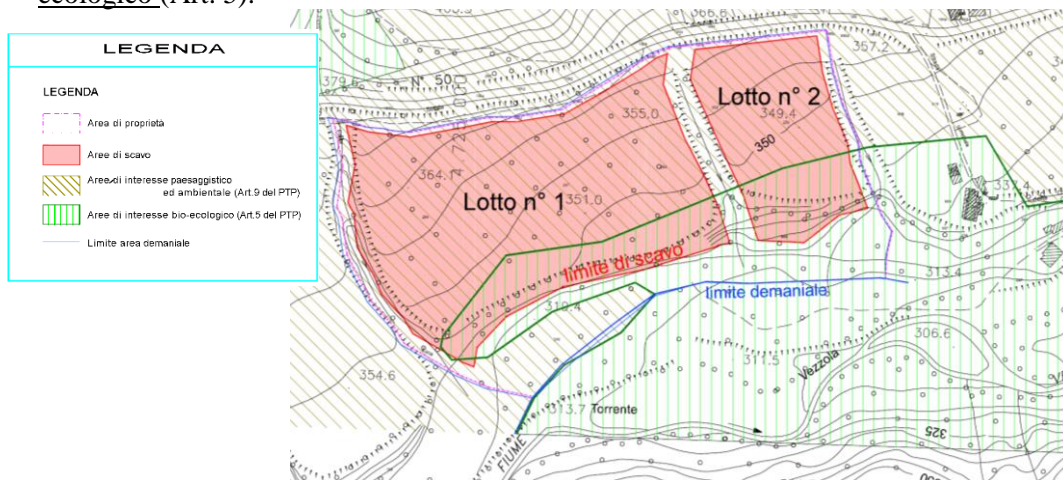 ecologico (Art. 5).
LEGENDA
LEGENDA
Area di proprietà
Aree di scavo
Aree di interesse paesaggistico
ed ambientale (Art.9 del PTP)
Aree di interesse bio-ecologico (Art.5 del PTP)
Limite area demaniale
366.6
357.2
N° 50
355.0
Lotto n° 2
349.4
350
364.1
Lotto n° 1
351.0
limite di scavo
313.4
limite demaniale
310.4
306.6
311.5
Vezzola
354.6
313.7
Torrente
FIUME
325